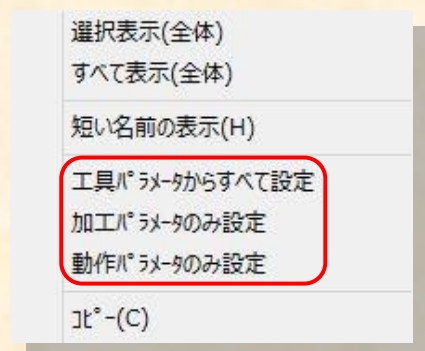 選択表示(全体)
すべて表示(全体)
短い名前の表示(H)
工具ﾊﾟﾗﾒｰﾀからすべて設定
加工ﾊﾟﾗﾒｰﾀのみ設定
動作ﾊﾟﾗﾒｰﾀのみ設定
ｺﾋﾟｰ(C)